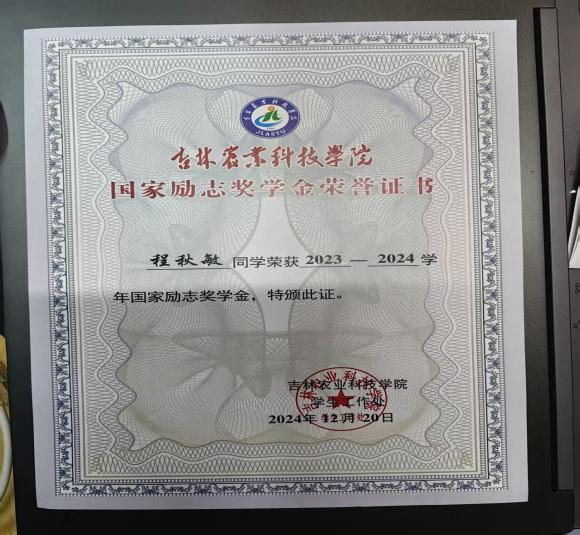 JLASTU
吉林农业科技学院
国家励志奖学金荣誉证书
程秋敏 同学荣获 2023 — 2024 学
年国家励志奖学金，特颁此证。
吉林农业科技学院
学生工作处
2024年 12月 20日